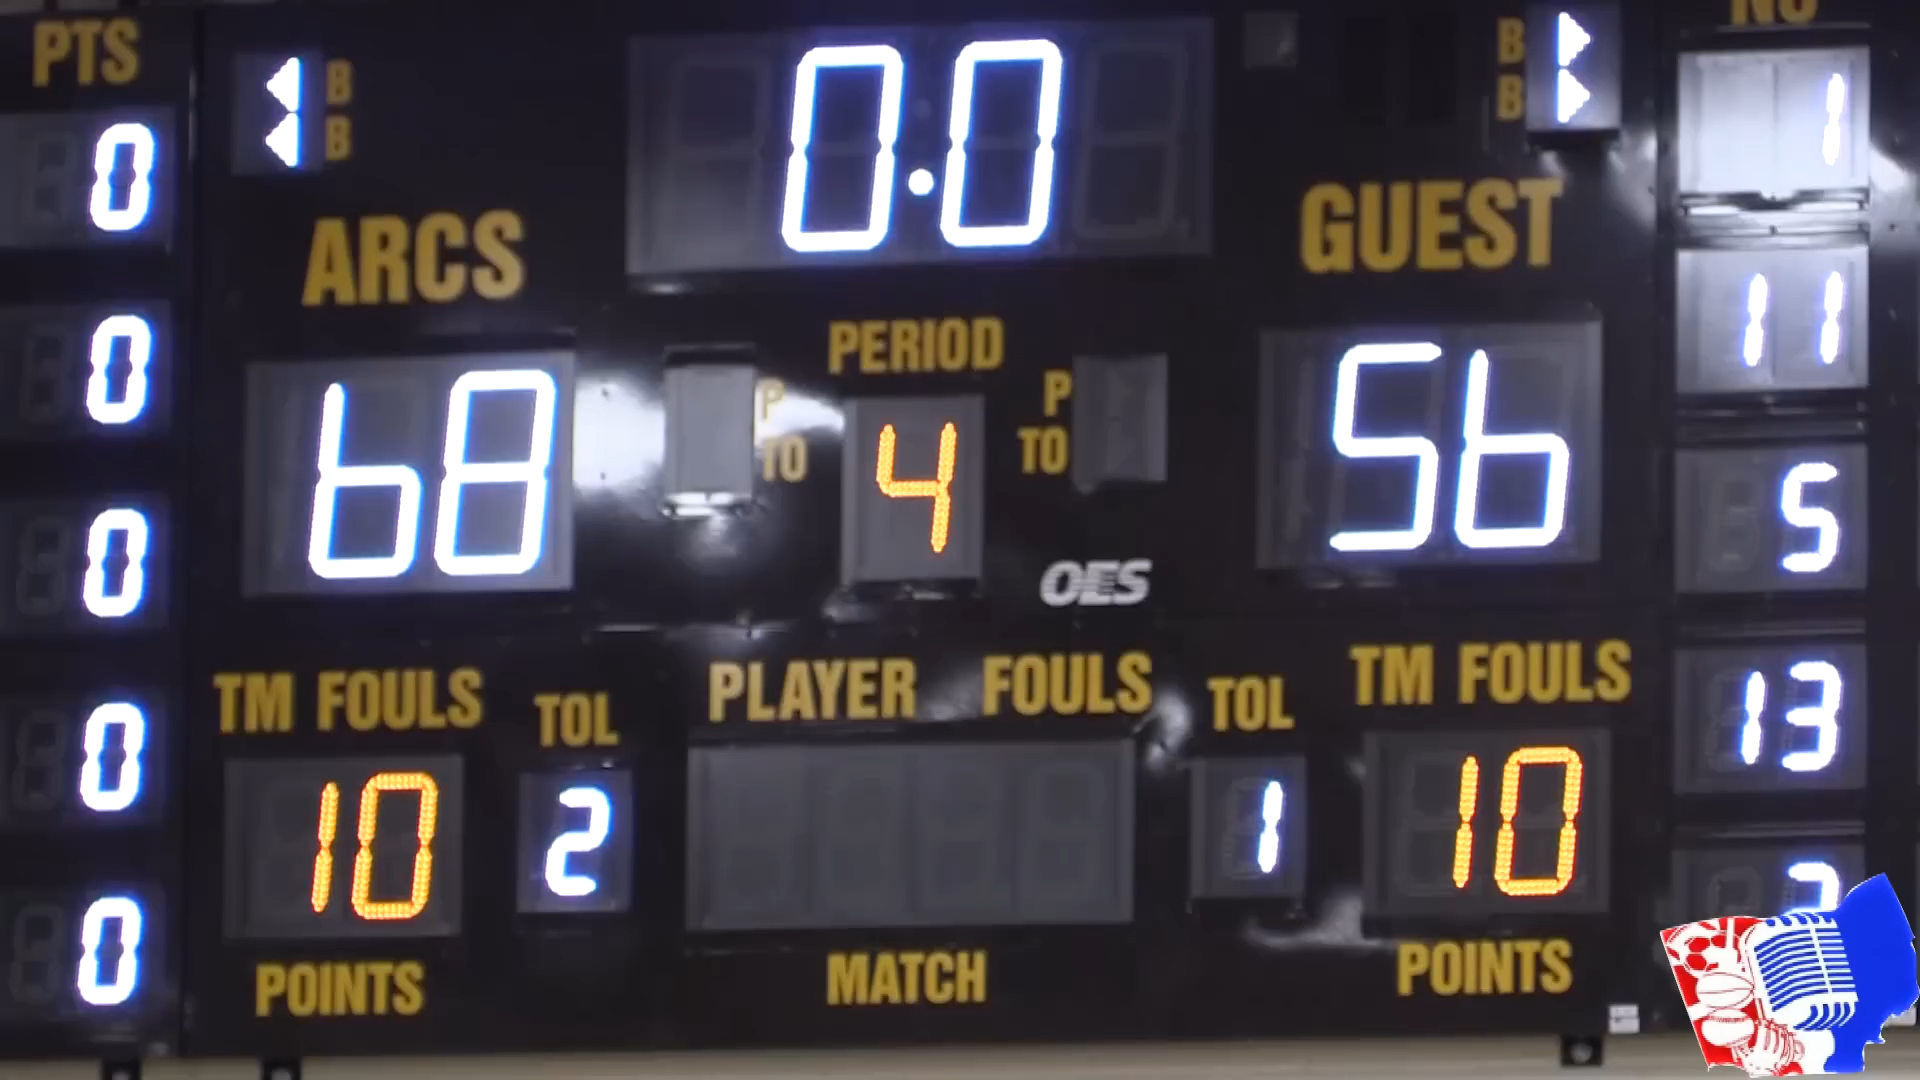 PTS
0
0
0
0
0
B
B
0.0
B
B
ARCS
GUEST
68
PERIOD
56
P
TO
4
P
TO
OES
TM FOULS
TOL
PLAYER FOULS
TOL
TM FOULS
10
2
1
10
POINTS
MATCH
POINTS
1
11
5
13